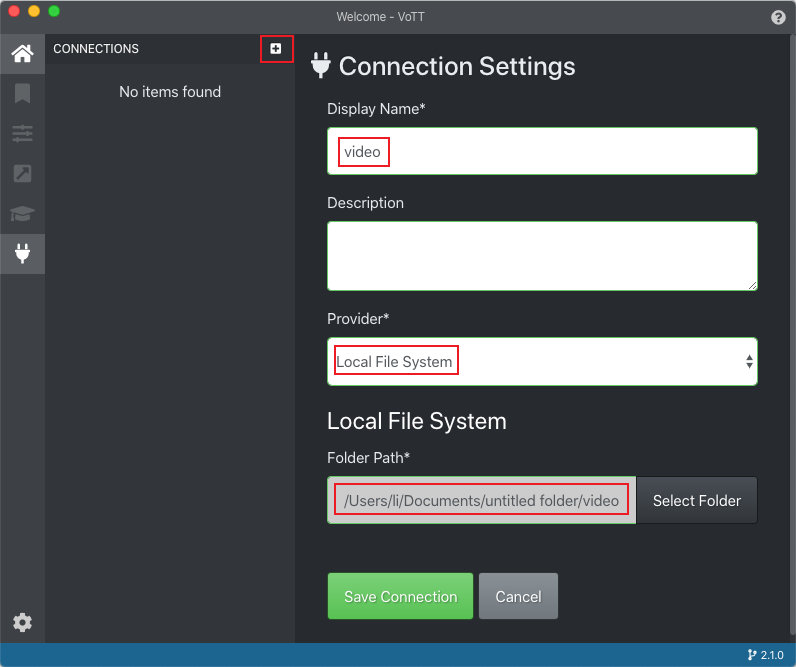 Welcome - VoTT
CONNECTIONS
No items found
Connection Settings
Display Name*
video
Description
Provider*
Local File System
Local File System
Folder Path*
/Users/li/Documents/untitled folder/video
Select Folder
Save Connection
Cancel
2.1.0